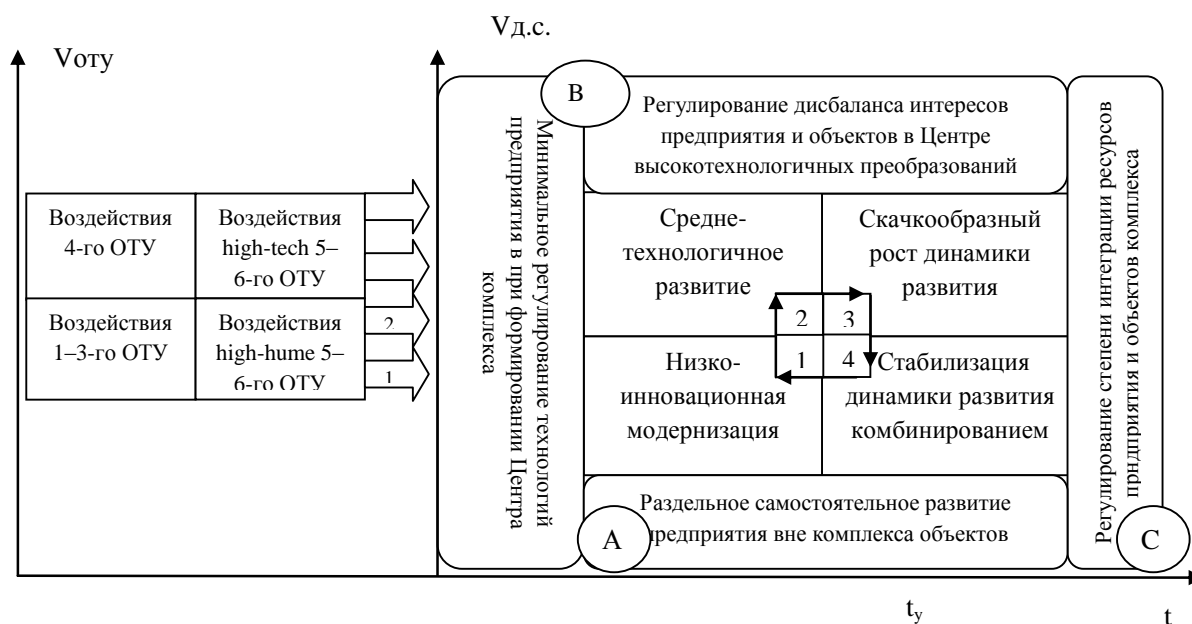 Vд.с.
Vоту
Воздействия
4-го ОТУ
Воздействия
high-tech 5–
6-го ОТУ
Воздействия
1–3-го ОТУ
Воздействия
high-hume 5–
6-го ОТУ
2
1
Минимальное регулирование технологий
предприятия в при формировании Центра
комплекса
B
Регулирование дисбаланса интересов
предприятия и объектов в Центре
высокотехнологичных преобразований
Средне-
технологичное
развитие
Скачкообразный
рост динамики
развития
2
3
1
4
Низко-
инновационная
модернизация
Стабилизация
динамики развития
комбинированием
A
Раздельное самостоятельное развитие
предприятия вне комплекса объектов
Регулирование степени интеграции ресурсов
прндприятия и объектов комплекса
C
tу
t